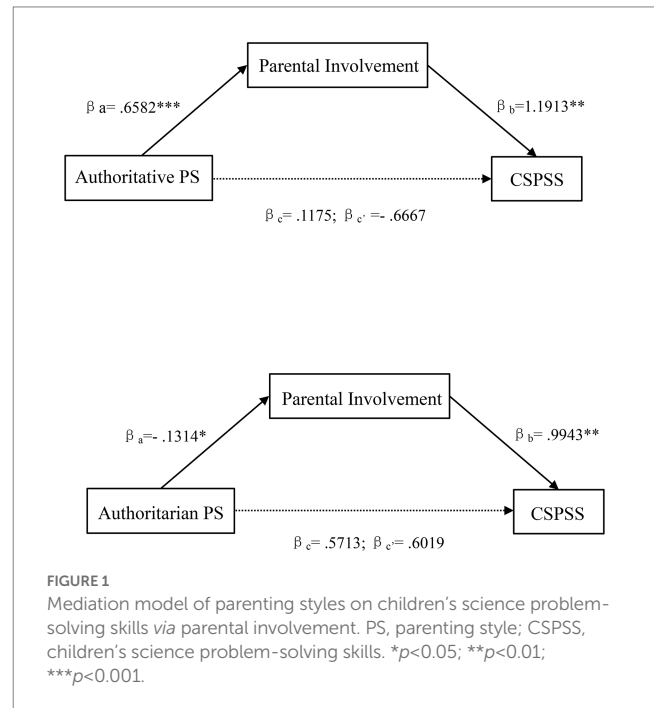 Parental Involvement
β a= .6582***
β b=1.1913**
Authoritative PS
CSPSS
β c= .1175; β c' =- .6667
Parental Involvement
β a=- .1314*
β b= .9943**
Authoritarian PS
CSPSS
β c= .5713; β c'= .6019
FIGURE 1
Mediation model of parenting styles on children's science problem-
solving skills via parental involvement. PS, parenting style; CSPSS,
children's science problem-solving skills. *p<0.05; **p<0.01;
***p<0.001.